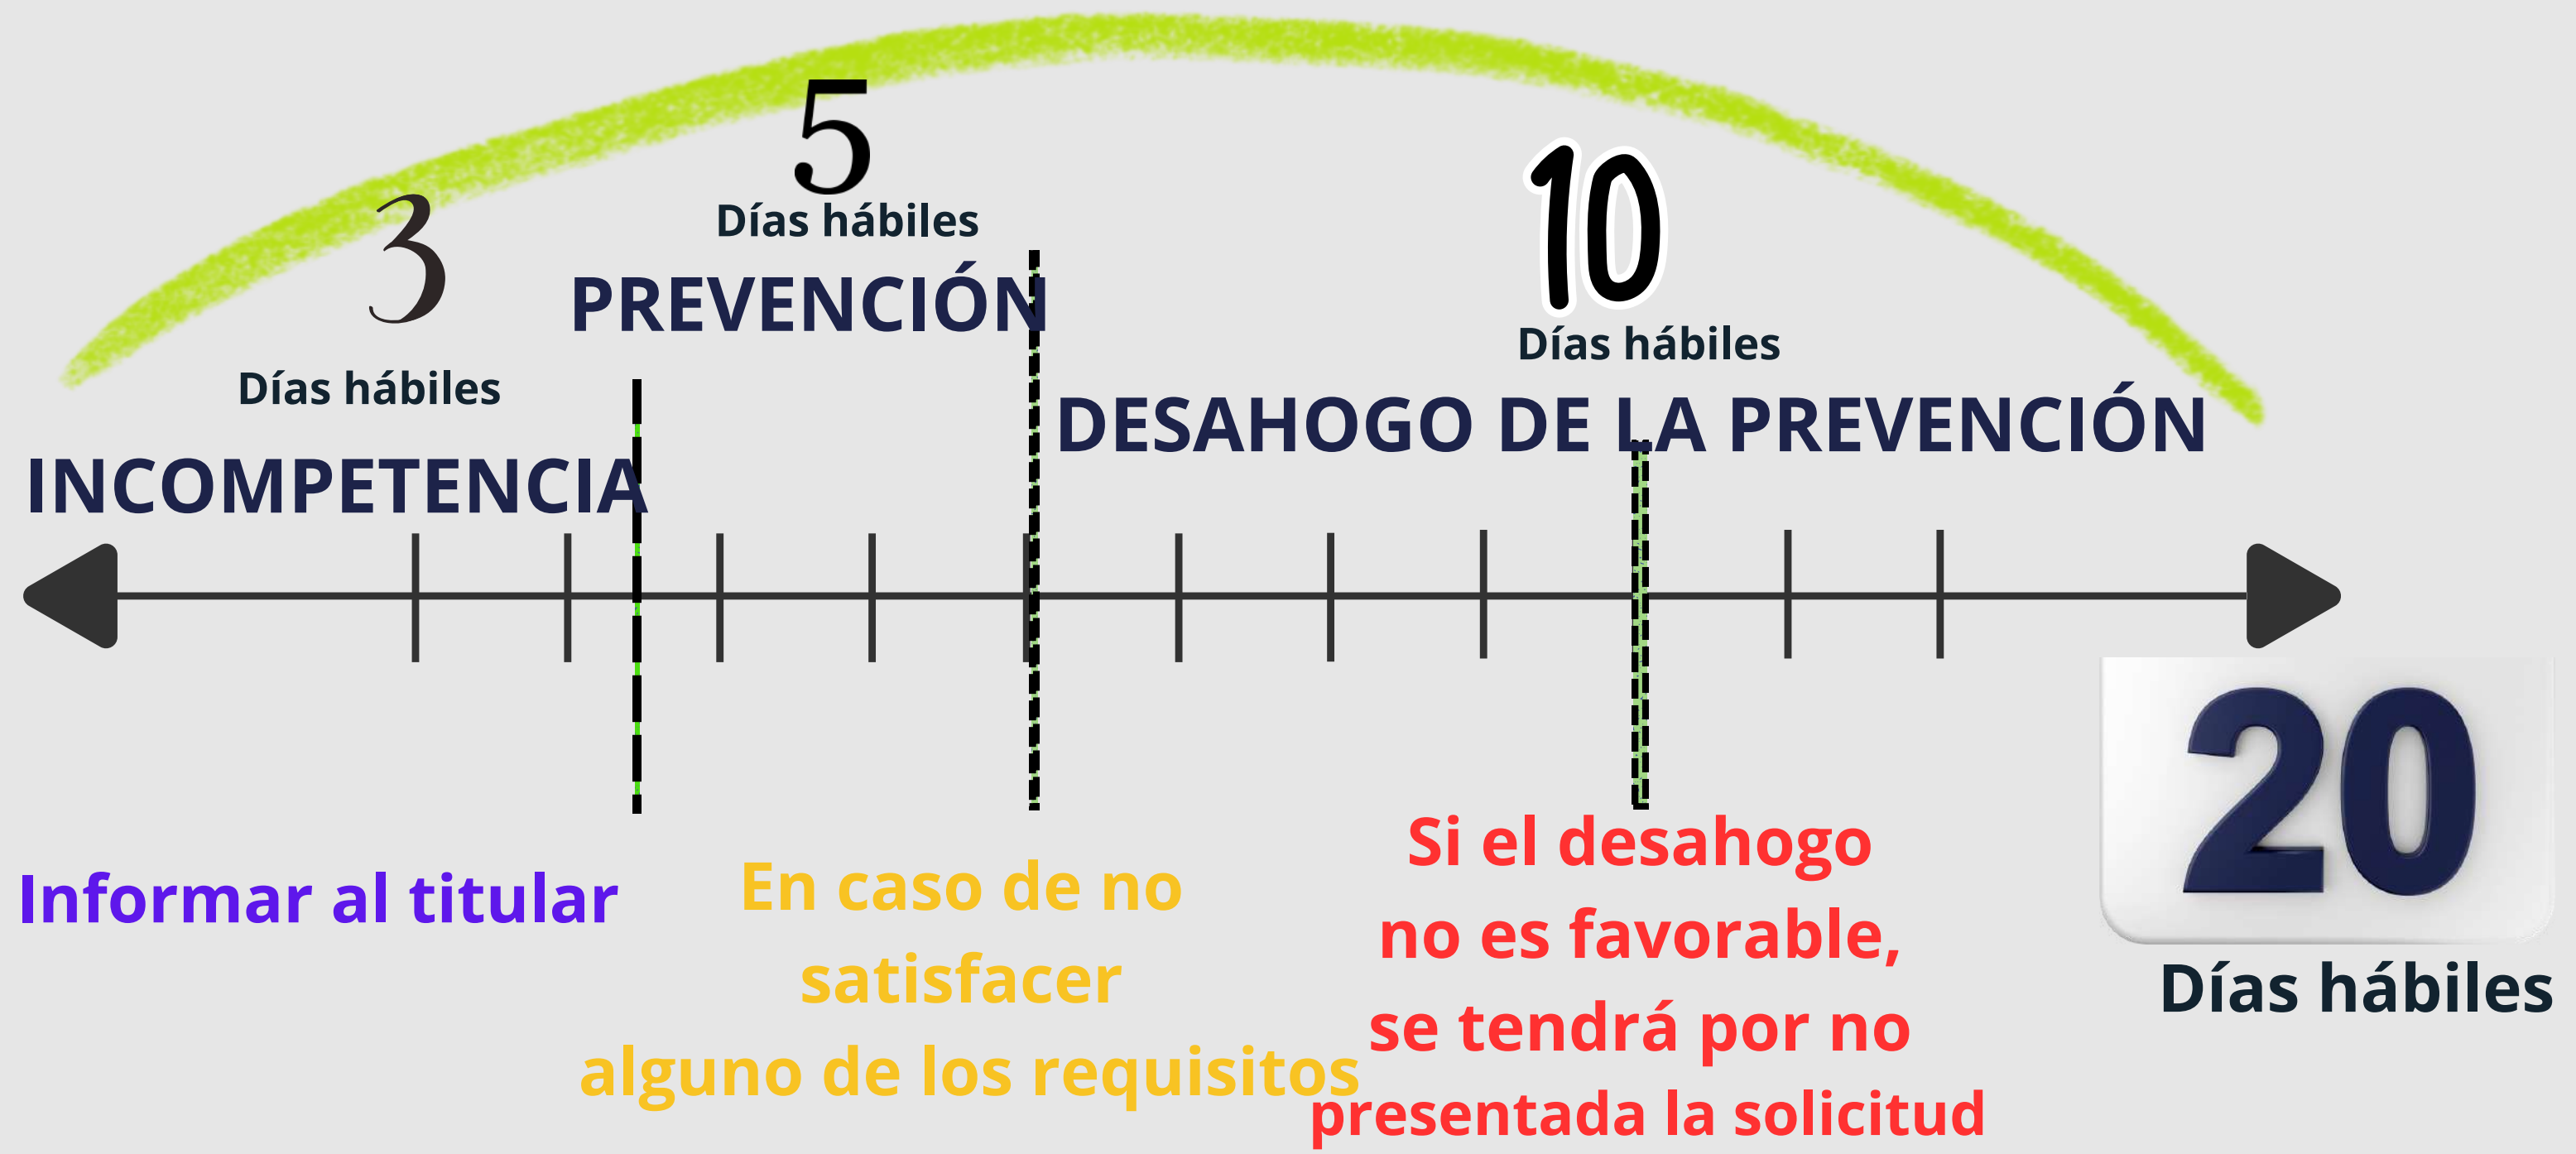 3
Días hábiles
INCOMPETENCIA
5
Días hábiles
PREVENCIÓN
10
Días hábiles
DESAHOGO DE LA PREVENCIÓN
Informar al titular
En caso de no
satisfacer
alguno de los requisitos
Si el desahogo
no es favorable,
se tendrá por no
presentada la solicitud
20
Días hábiles